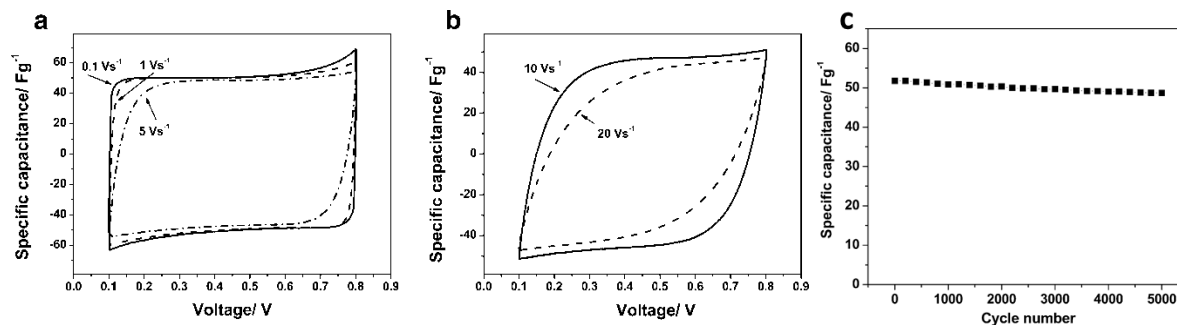 a
Specific capacitance/ Fg-1
60
40
20
0
-20
-40
-60
0.1 Vs-1
1 Vs-1
5 Vs-1
0.0 0.1 0.2 0.3 0.4 0.5 0.6 0.7 0.8 0.9
Voltage/ V
b
Specific capacitance/ Fg-1
40
20
0
-20
-40
10 Vs-1
20 Vs-1
0.0 0.1 0.2 0.3 0.4 0.5 0.6 0.7 0.8 0.9
Voltage/ V
c
Specific capacitance/ Fg-1
60
50
40
30
20
10
0
0 1000 2000 3000 4000 5000
Cycle number